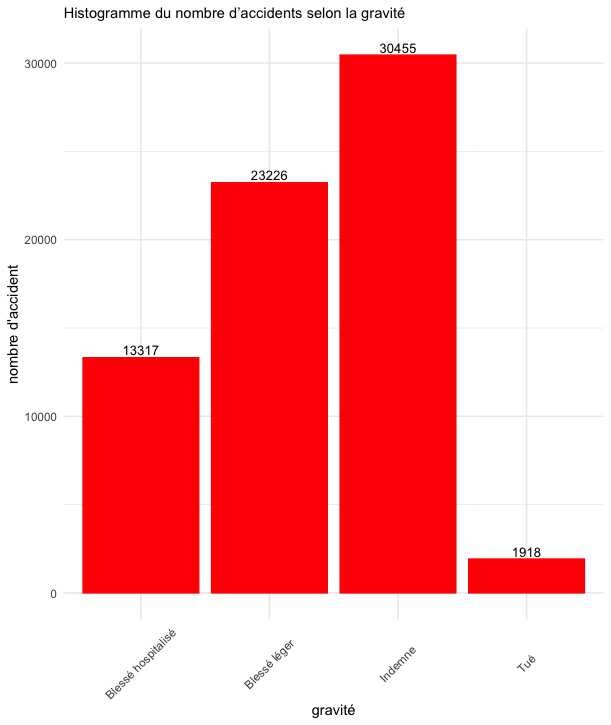 Histogramme du nombre d’accidents selon la gravité
30455
30000
23226
20000
13317
10000
1918
0
nombre d'accident
Blessé hospitalisé
Blessé léger
Indemne
Tué
gravité